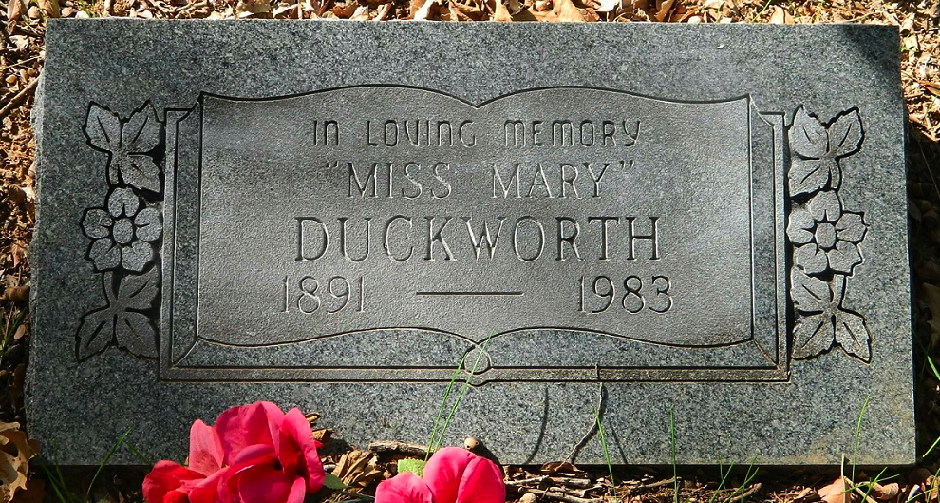 IN LOVING MEMORY
"MISS MARY"
DUCKWORTH
1891 — 1983